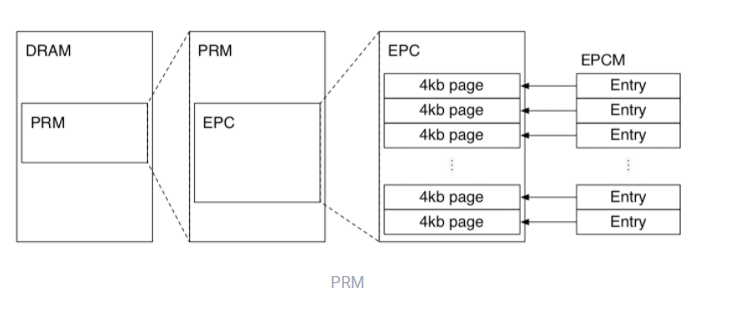 DRAM
PRM
PRM
EPC
EPC
4kb page
4kb page
4kb page
4kb page
4kb page
EPCM
Entry
Entry
Entry
Entry
Entry
PRM